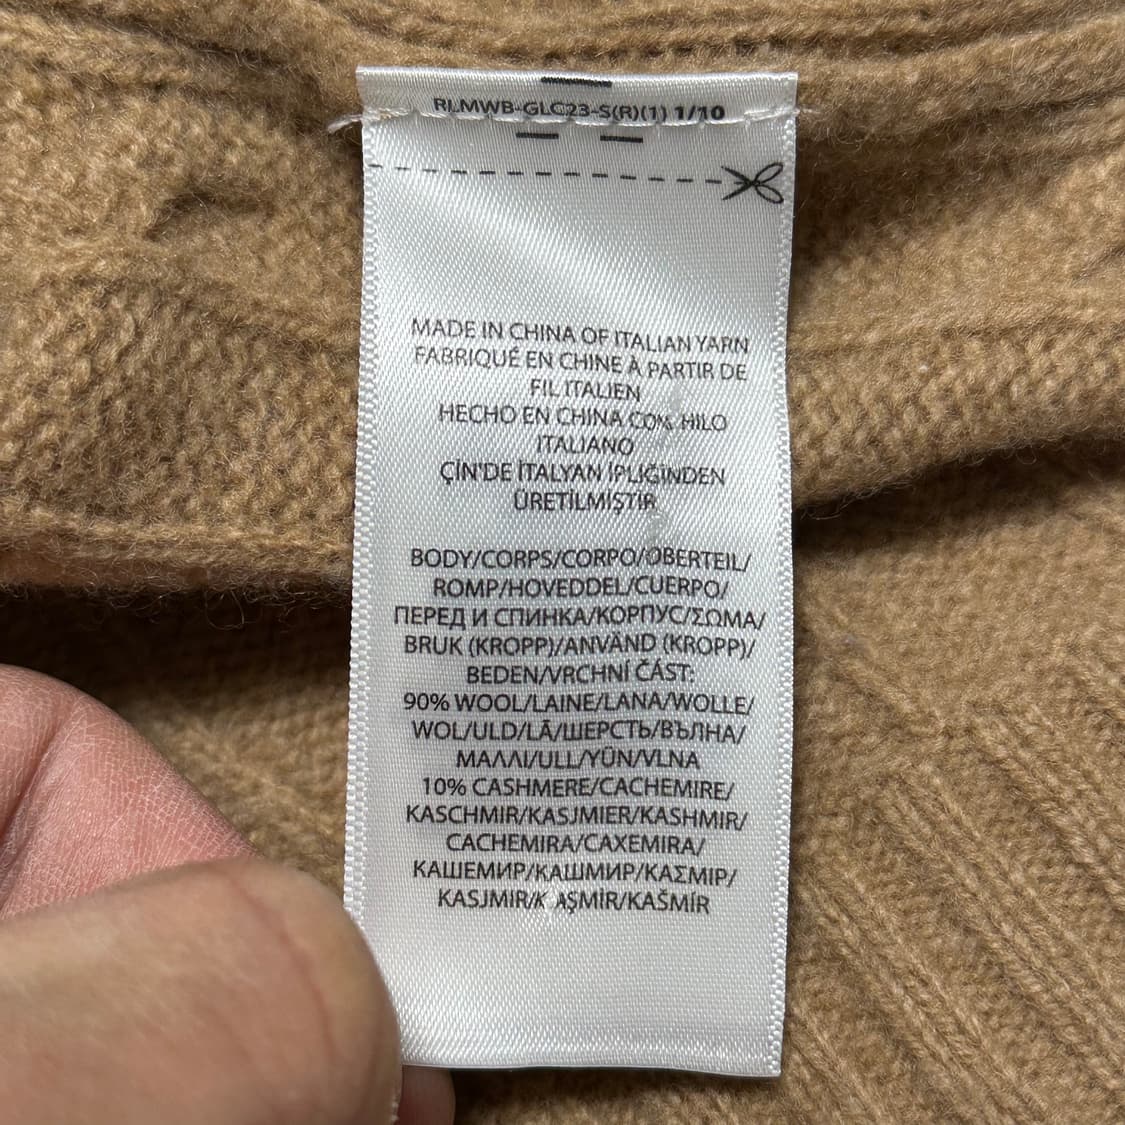 RLMWB-GLC23-S(R)(1) 1/10
MADE IN CHINA OF ITALIAN YARN
FABRIQUÉ EN CHINE À PARTIR DE
FIL ITALIEN
HECHO EN CHINA CON HILO
ITALIANO
ÇİN'DE İTALYAN İPLİĞİNDEN
ÜRETİLMİŞTİR
BODY/CORPS/CORPO/OBERTEIL/
ROMP/HOVEDDEL/CUERPO/
ПЕРЕД И СПИНКА/КОРПУС/ΣΩΜΑ/
BRUK (KROPP)/ANVÄND (KROPP)/
BEDEN/VRCHNÍ ČÁST:
90% WOOL/LAINE/LANA/WOLLE/
WOL/ULD/LÃ/ШЕРСТЬ/ВЪЛНА/
ΜΑΛΛΙ/ULL/YÜN/VLNA
10% CASHMERE/CACHEMIRE/
KASCHMIR/KASJMIER/KASHMIR/
CACHEMIRA/CAXEMIRA/
КАШЕМИР/КАШМИР/ΚΑΣΜΙΡ/
KASJMIR/KAŞMİR/KAŠMÍR